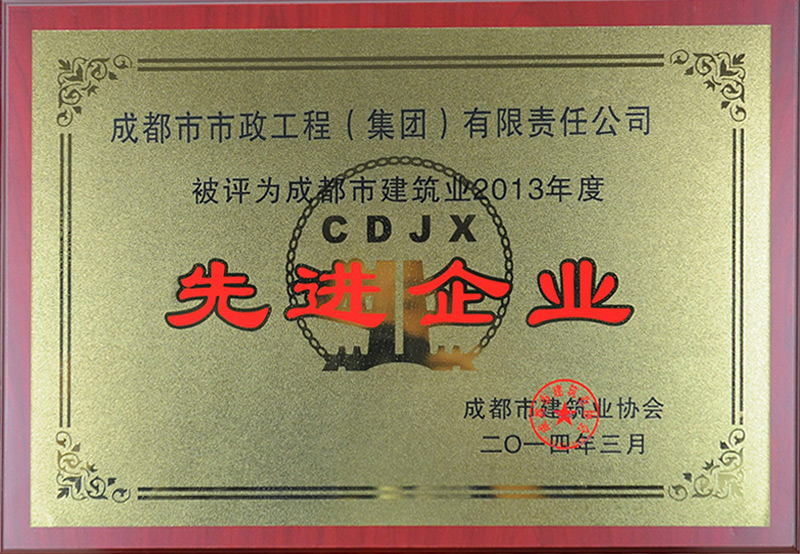 成都市市政工程（集团）有限责任公司
被评为成都市建筑业2013年度
CDJX
先进企业
成都市建筑业协会
二〇一四年三月